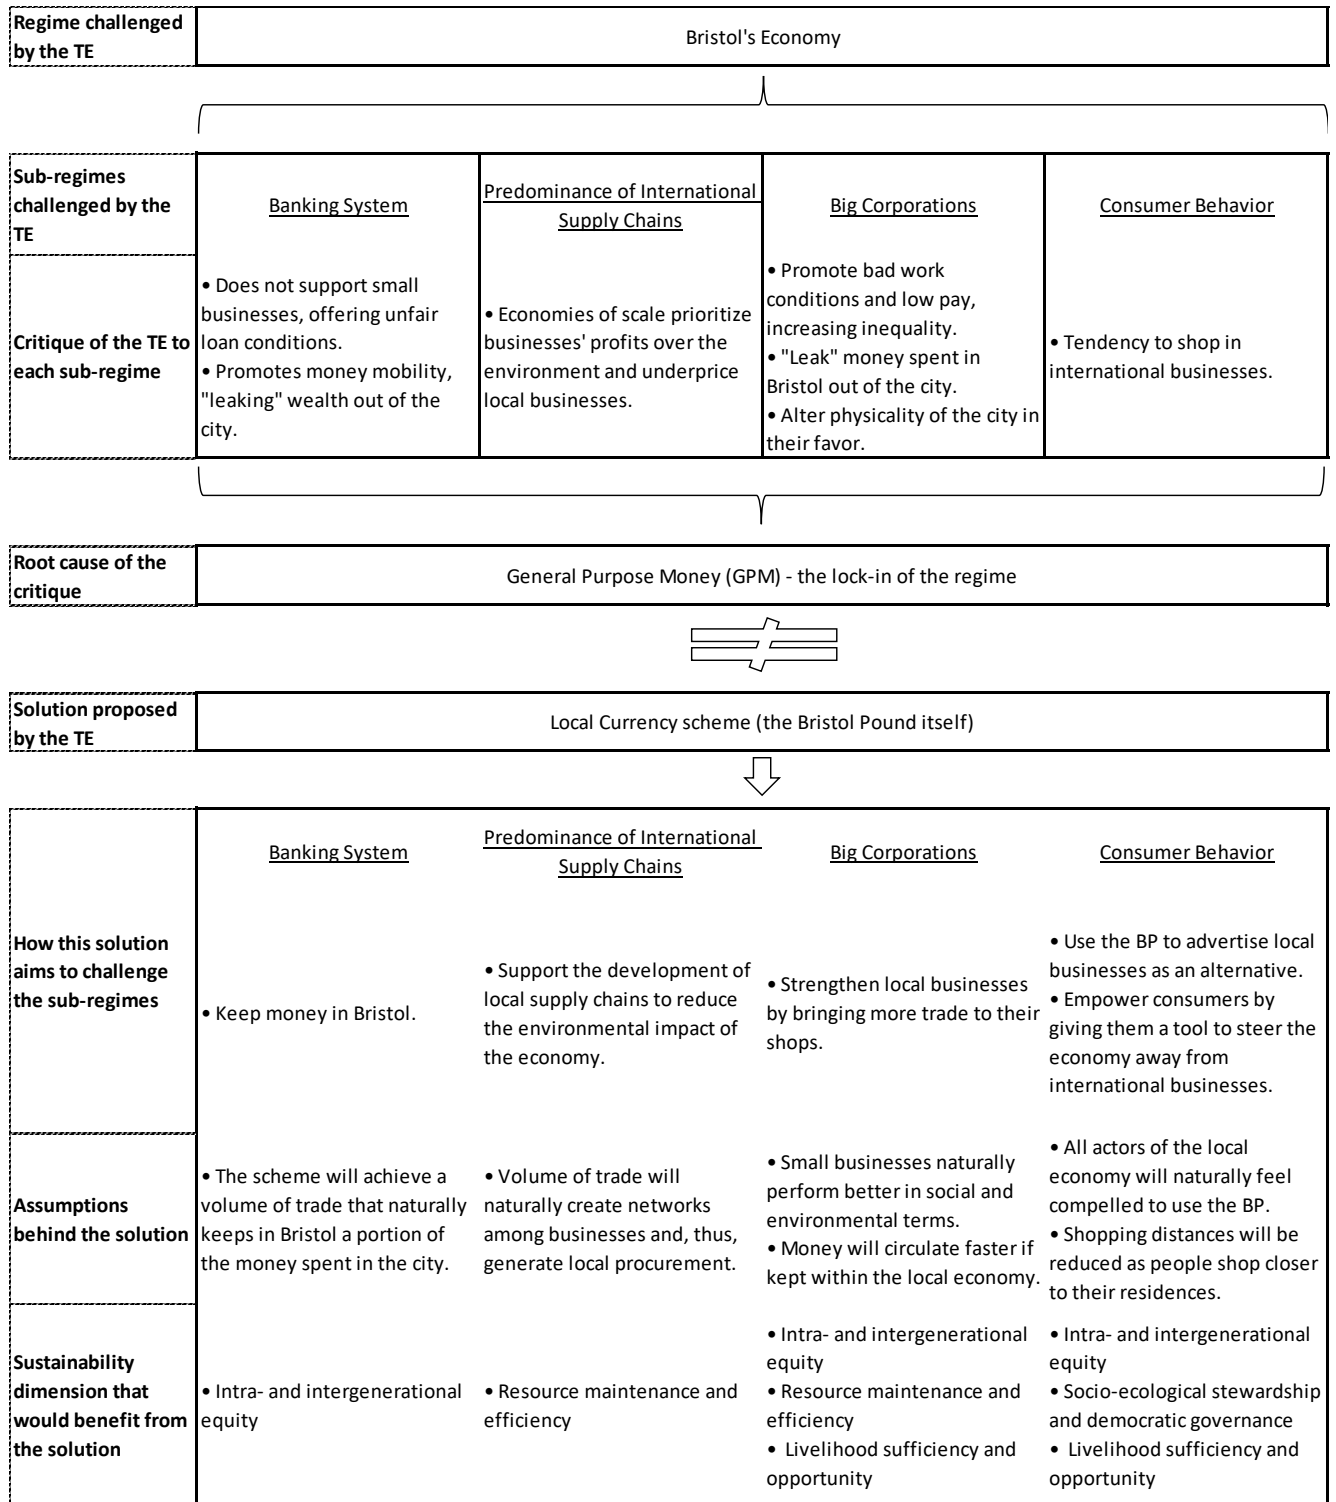 Regime challenged
by the TE
Bristol's Economy
Sub-regimes
challenged by the
TE
Banking System
Predominance of International
Supply Chains
Big Corporations
Consumer Behavior
Critique of the TE to
each sub-regime
• Does not support small
businesses, offering unfair
loan conditions.
• Promotes money mobility,
"leaking" wealth out of the
city.
• Economies of scale prioritize
businesses' profits over the
environment and underprice
local businesses.
• Promote bad work
conditions and low pay,
increasing inequality.
• "Leak" money spent in
Bristol out of the city.
• Alter physicality of the city in
their favor.
• Tendency to shop in
international businesses.
Root cause of the
critique
General Purpose Money (GPM) - the lock-in of the regime
Solution proposed
by the TE
Local Currency scheme (the Bristol Pound itself)
Banking System
Predominance of International
Supply Chains
Big Corporations
Consumer Behavior
How this solution
aims to challenge
the sub-regimes
• Keep money in Bristol.
• Support the development of
local supply chains to reduce
the environmental impact of
the economy.
• Strengthen local businesses
by bringing more trade to their
shops.
• Use the BP to advertise local
businesses as an alternative.
• Empower consumers by
giving them a tool to steer the
economy away from
international businesses.
Assumptions
behind the solution
• The scheme will achieve a
volume of trade that naturally
keeps in Bristol a portion of
the money spent in the city.
• Volume of trade will
naturally create networks
among businesses and, thus,
generate local procurement.
• Small businesses naturally
perform better in social and
environmental terms.
• Money will circulate faster if
kept within the local economy.
• All actors of the local
economy will naturally feel
compelled to use the BP.
• Shopping distances will be
reduced as people shop closer
to their residences.
Sustainability
dimension that
would benefit from
the solution
• Intra- and intergenerational
equity
• Resource maintenance and
efficiency
• Intra- and intergenerational
equity
• Resource maintenance and
efficiency
• Livelihood sufficiency and
opportunity
• Intra- and intergenerational
equity
• Socio-ecological stewardship
and democratic governance
• Livelihood sufficiency and
opportunity